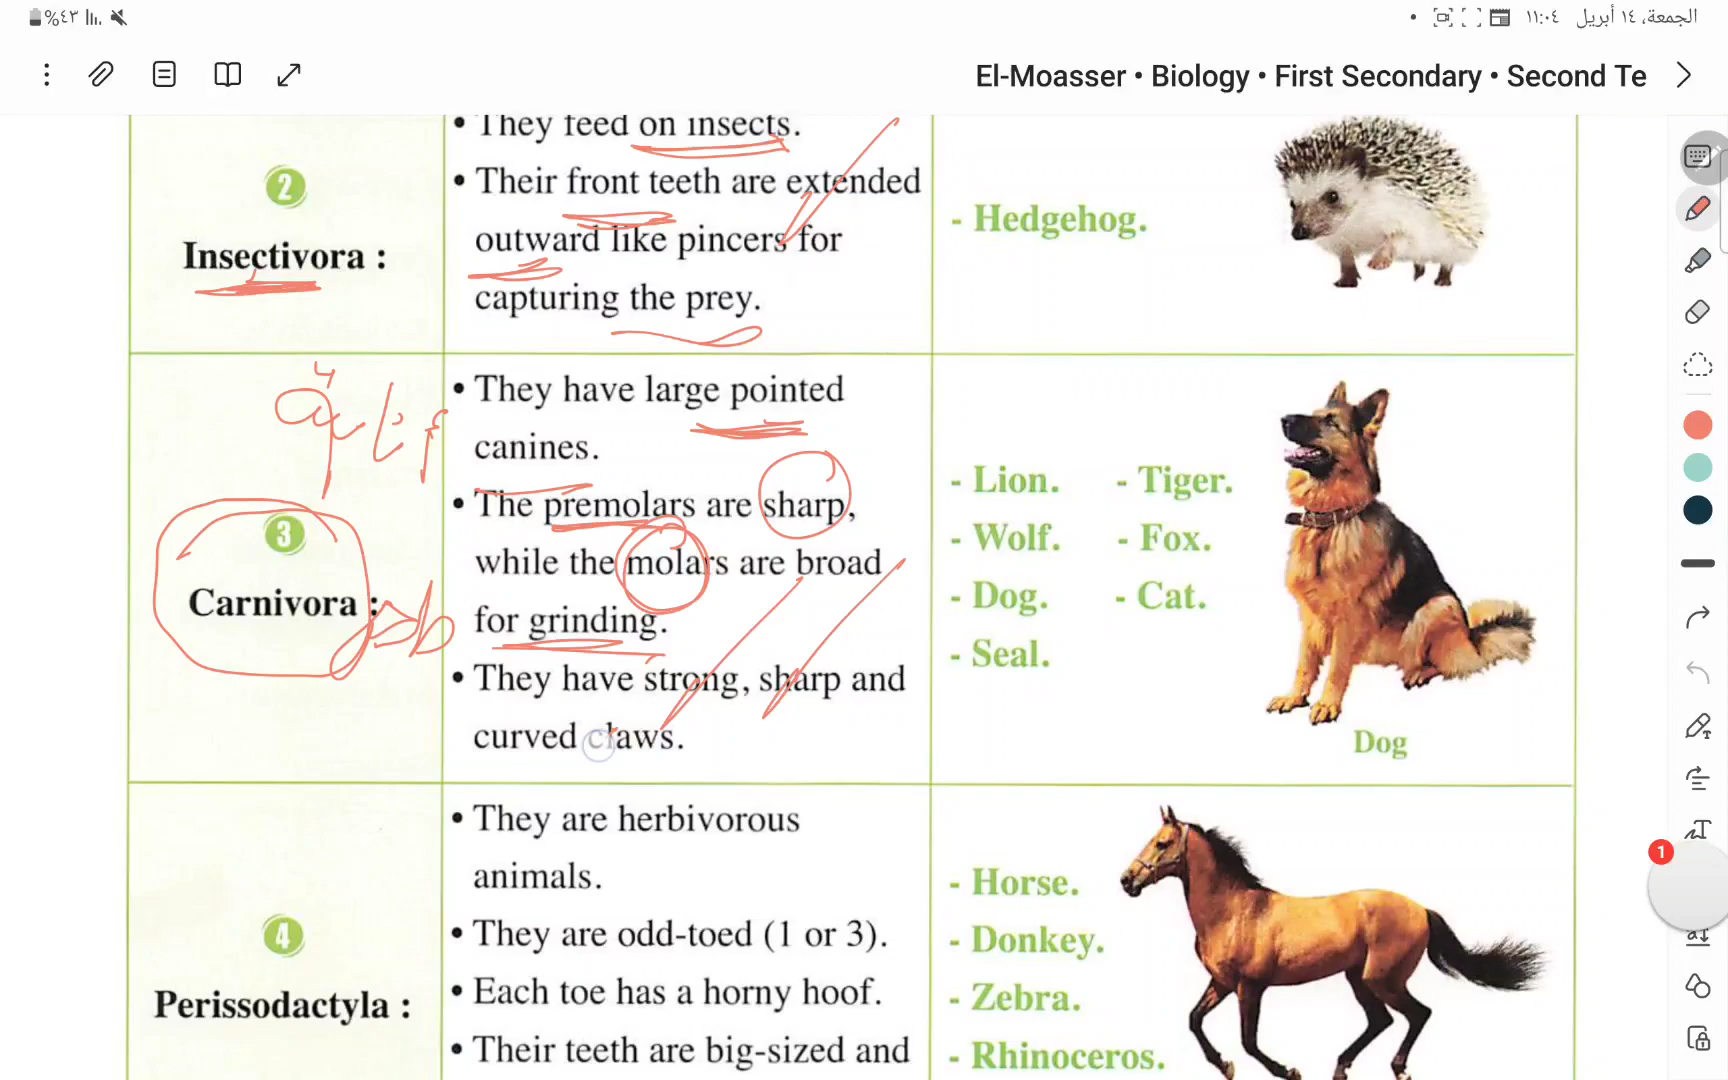 %٤٣
الجمعة، ١٤ أبريل ١١:٠٤
El-Moasser • Biology • First Secondary • Second Te
2
Insectivora :
• They feed on insects.
• Their front teeth are extended
outward like pincers for
capturing the prey.
- Hedgehog.
3
Carnivora :
• They have large pointed
canines.
• The premolars are sharp,
while the molars are broad
for grinding.
• They have strong, sharp and
curved claws.
- Lion. - Tiger.
- Wolf. - Fox.
- Dog. - Cat.
- Seal.
Dog
4
Perissodactyla :
• They are herbivorous
animals.
• They are odd-toed (1 or 3).
• Each toe has a horny hoof.
• Their teeth are big-sized and
- Horse.
- Donkey.
- Zebra.
- Rhinoceros.
1